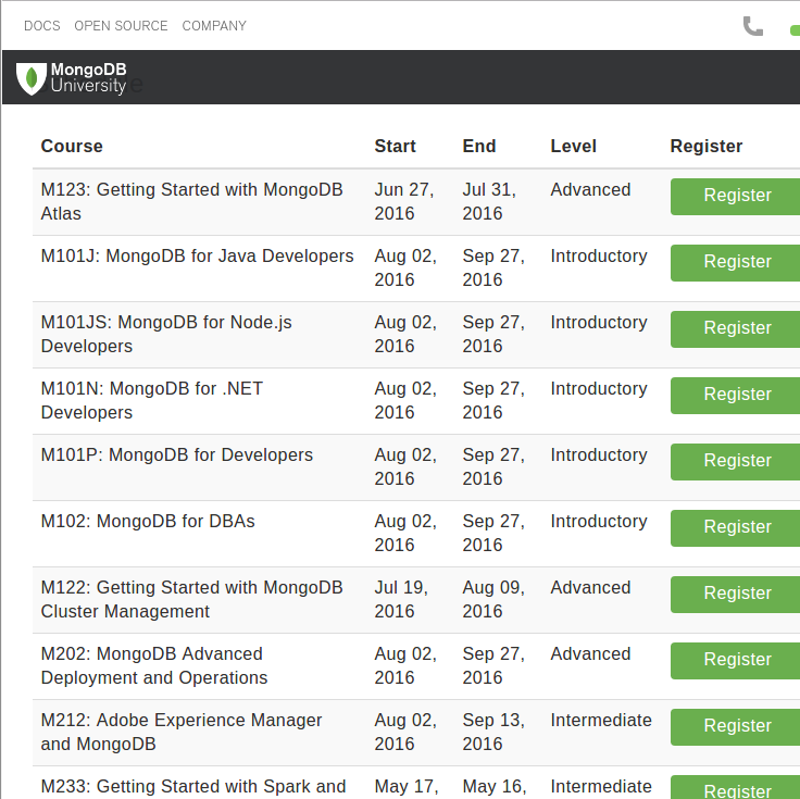 DOCS OPEN SOURCE COMPANY
MongoDB
University
Course Start End Level Register
M123: Getting Started with MongoDB Jun 27, Jul 31, Advanced Register
Atlas 2016 2016
M101J: MongoDB for Java Developers Aug 02, Sep 27, Introductory Register
2016 2016
M101JS: MongoDB for Node.js Aug 02, Sep 27, Introductory Register
Developers 2016 2016
M101N: MongoDB for .NET Aug 02, Sep 27, Introductory Register
Developers 2016 2016
M101P: MongoDB for Developers Aug 02, Sep 27, Introductory Register
2016 2016
M102: MongoDB for DBAs Aug 02, Sep 27, Introductory Register
2016 2016
M122: Getting Started with MongoDB Jul 19, Aug 09, Advanced Register
Cluster Management 2016 2016
M202: MongoDB Advanced Aug 02, Sep 27, Advanced Register
Deployment and Operations 2016 2016
M212: Adobe Experience Manager Aug 02, Sep 13, Intermediate Register
and MongoDB 2016 2016
M233: Getting Started with Spark and May 17, May 16, Intermediate Register